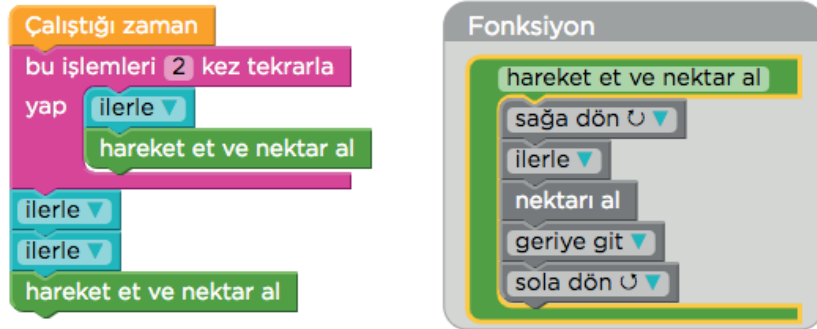 Çalıştığı zaman
bu işlemleri 2 kez tekrarla
yap ilerle
hareket et ve nektar al
ilerle
ilerle
hareket et ve nektar al
Fonksiyon
hareket et ve nektar al
sağa dön ↻
ilerle
nektarı al
geriye git
sola dön ↺